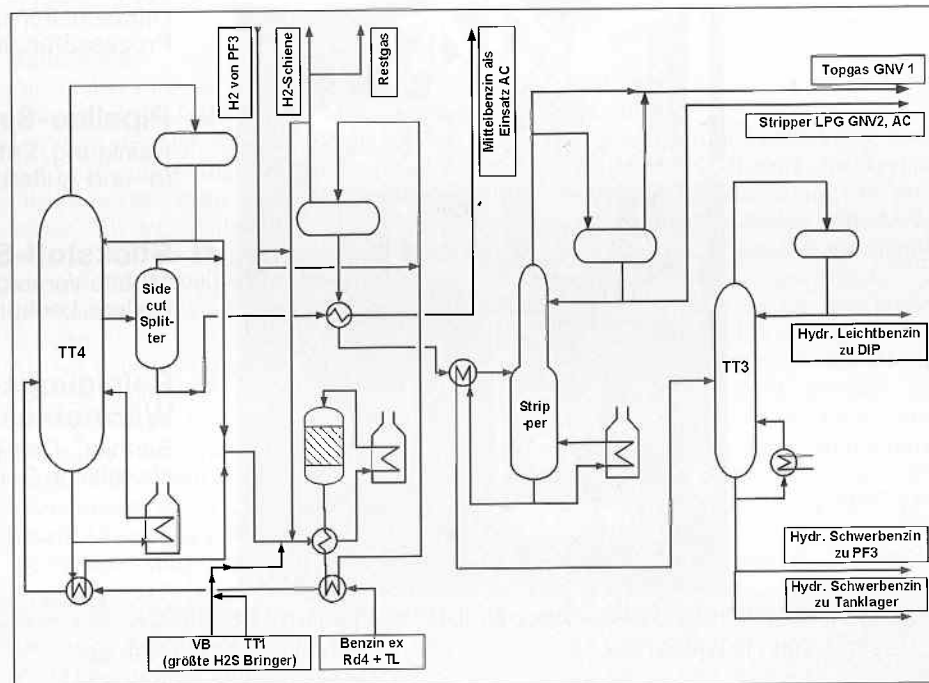 H2 von PF3
H2-Schiene
Restgas
Mittelbenzin als
Einsatz AC
Topgas GNV 1
Stripper LPG GNV2, AC
TT4
Side
cut
Split-
ter
Strip
-per
TT3
Hydr. Leichtbenzin
zu DIP
Hydr. Schwerbenzin
zu PF3
Hydr. Schwerbenzin
zu Tanklager
VB TT1
(größte H2S Bringer)
Benzin ex
Rd4 + TL